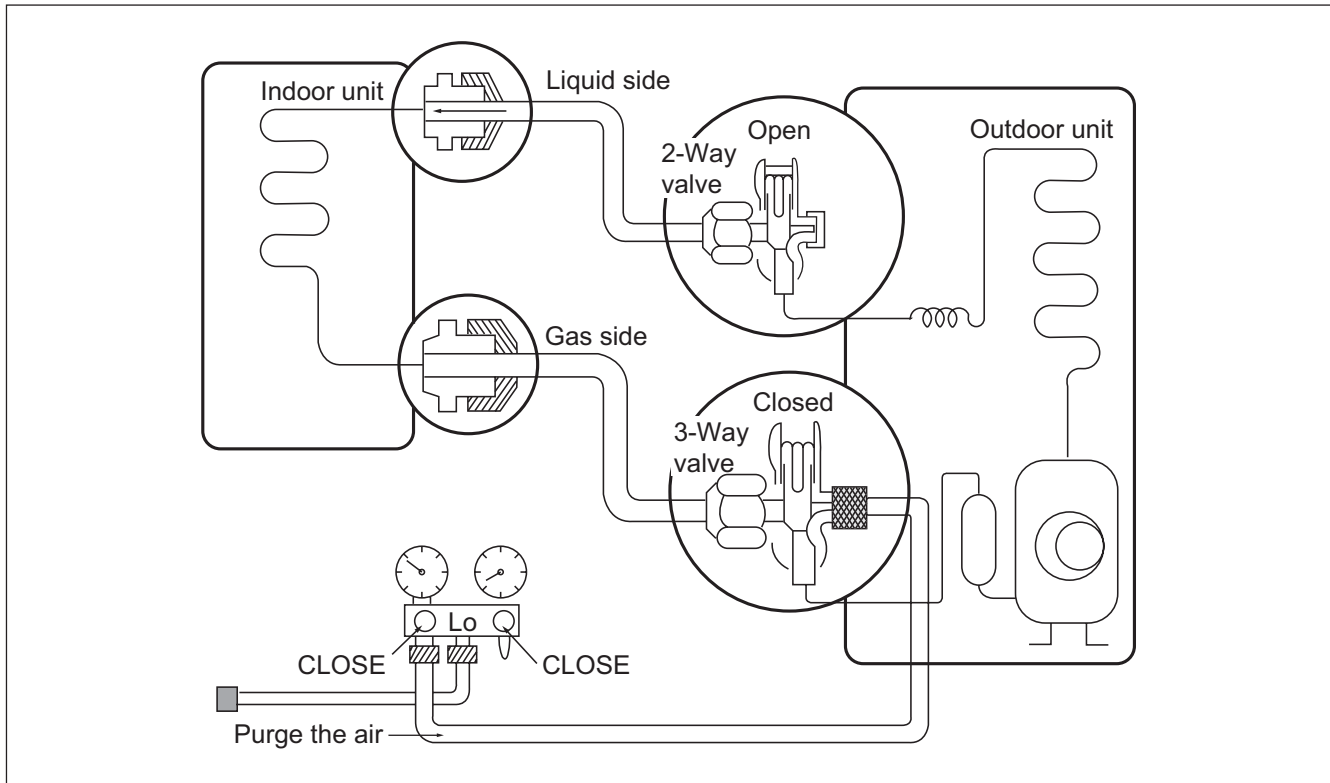 Liquid side
Indoor unit
Open
Outdoor unit
2-Way
valve
Gas side
Closed
3-Way
valve
Lo
CLOSE
CLOSE
Purge the air